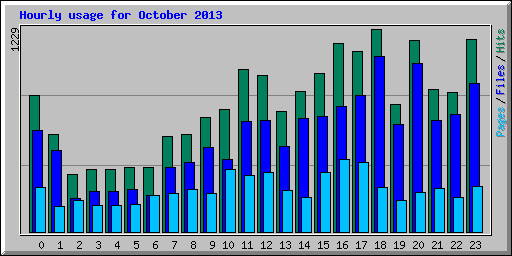 Hourly usage for October 2013
1229
Pages / Files / Hits
0 1 2 3 4 5 6 7 8 9 10 11 12 13 14 15 16 17 18 19 20 21 22 23